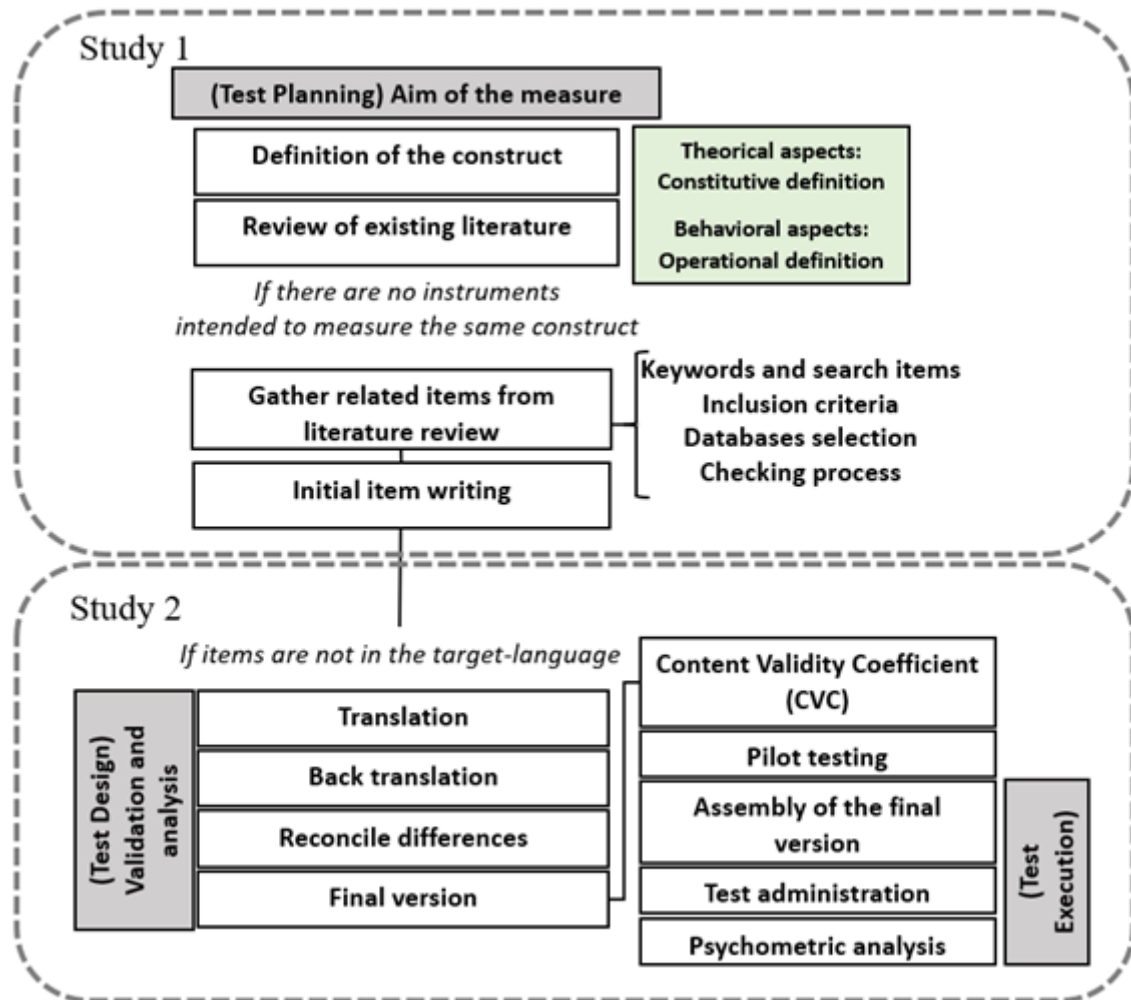 Study 1
(Test Planning) Aim of the measure
Definition of the construct
Review of existing literature
Theorical aspects:
Constitutive definition
Behavioral aspects:
Operational definition
If there are no instruments
intended to measure the same construct
Gather related items from
literature review
Initial item writing
Keywords and search items
Inclusion criteria
Databases selection
Checking process
Study 2
If items are not in the target-language
(Test Design)
Validation and
analysis
Translation
Back translation
Reconcile differences
Final version
Content Validity Coefficient
(CVC)
Pilot testing
Assembly of the final
version
Test administration
Psychometric analysis
(Test
Execution)